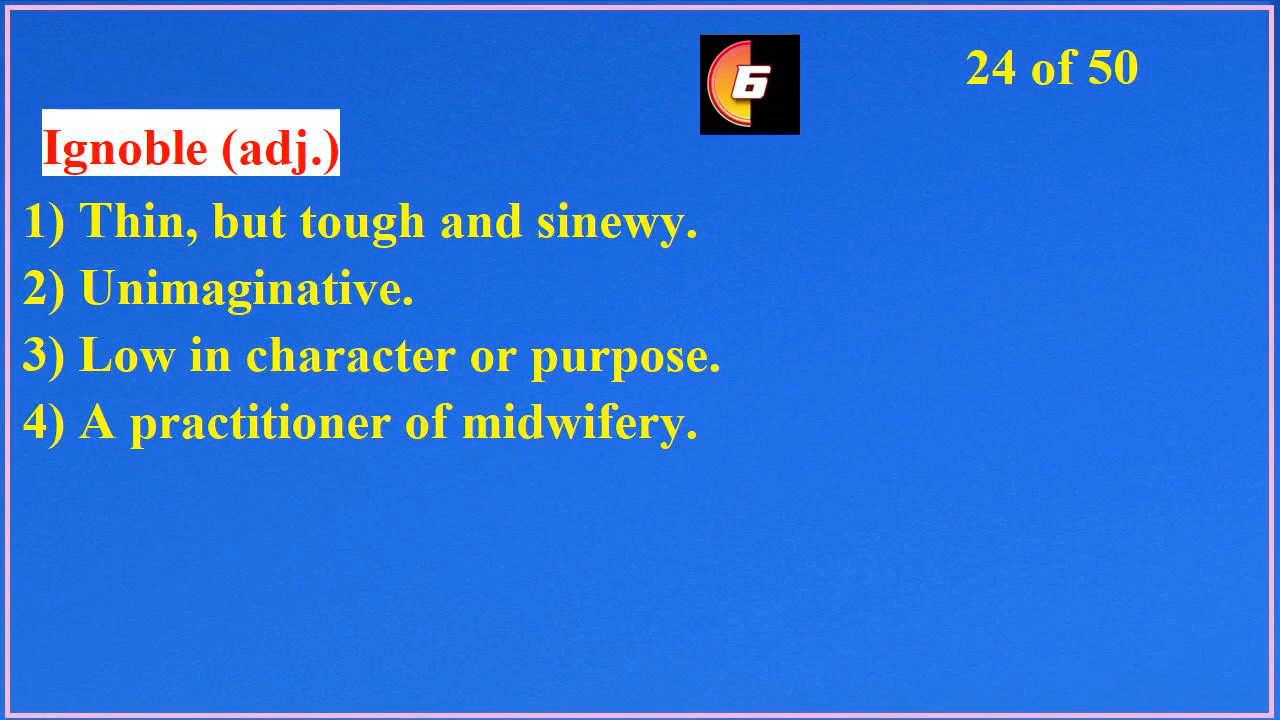 6
24 of 50
Ignoble (adj.)
1) Thin, but tough and sinewy.
2) Unimaginative.
3) Low in character or purpose.
4) A practitioner of midwifery.